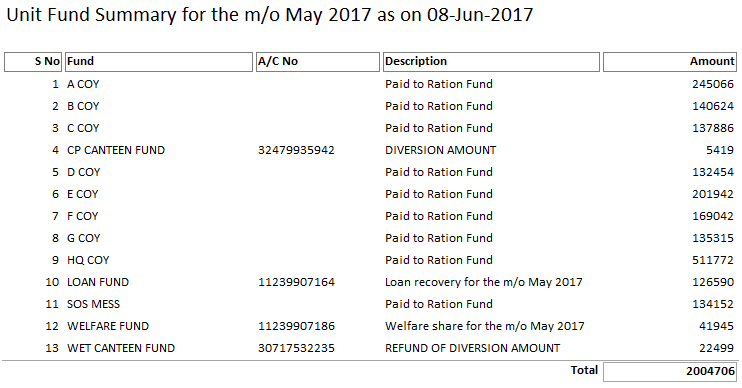 Unit Fund Summary for the m/o May 2017 as on 08-Jun-2017
S No Fund A/C No Description Amount
1 A COY Paid to Ration Fund 245066
2 B COY Paid to Ration Fund 140624
3 C COY Paid to Ration Fund 137886
4 CP CANTEEN FUND 32479935942 DIVERSION AMOUNT 5419
5 D COY Paid to Ration Fund 132454
6 E COY Paid to Ration Fund 201942
7 F COY Paid to Ration Fund 169042
8 G COY Paid to Ration Fund 135315
9 HQ COY Paid to Ration Fund 511772
10 LOAN FUND 11239907164 Loan recovery for the m/o May 2017 126590
11 SOS MESS Paid to Ration Fund 134152
12 WELFARE FUND 11239907186 Welfare share for the m/o May 2017 41945
13 WET CANTEEN FUND 30717532235 REFUND OF DIVERSION AMOUNT 22499
Total 2004706